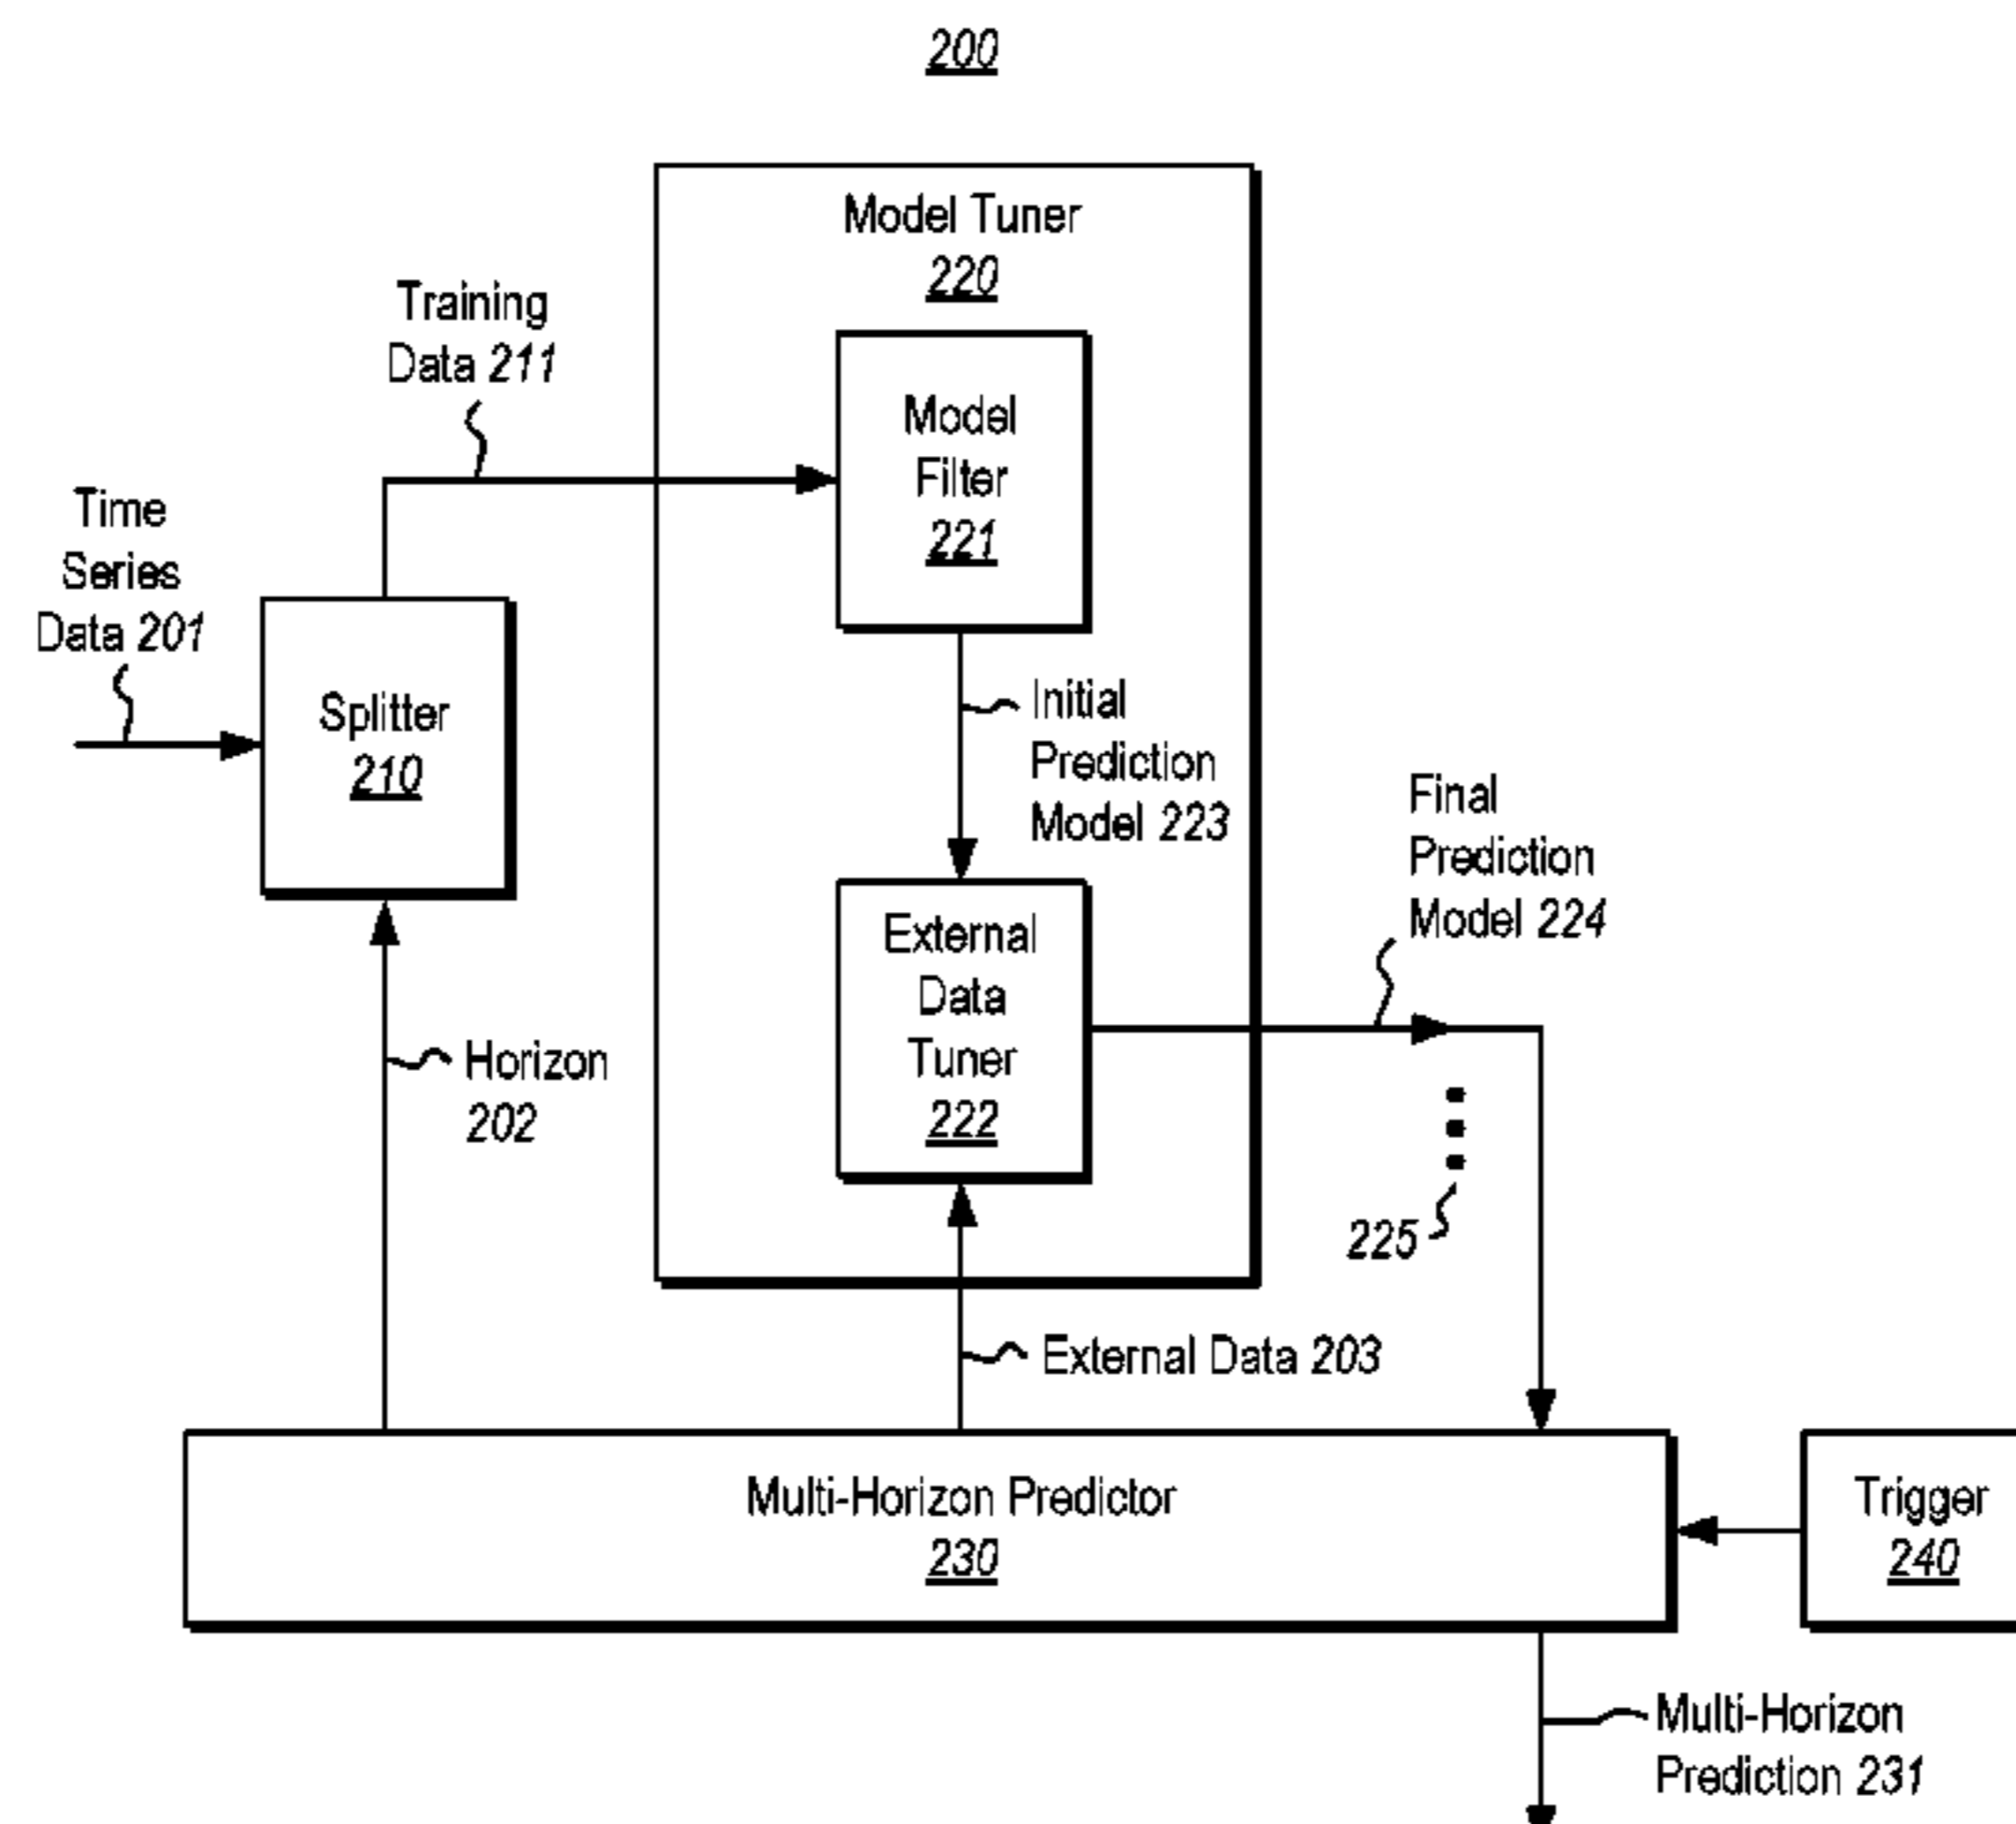 200
Model Tuner
220
Training
Data 211
Model
Filter
221
Time
Series
Data 201
Splitter
210
Initial
Prediction
Model 223
Final
Prediction
Model 224
External
Data
Tuner
222
Horizon
202
225
External Data 203
Multi-Horizon Predictor
230
Trigger
240
Multi-Horizon
Prediction 231